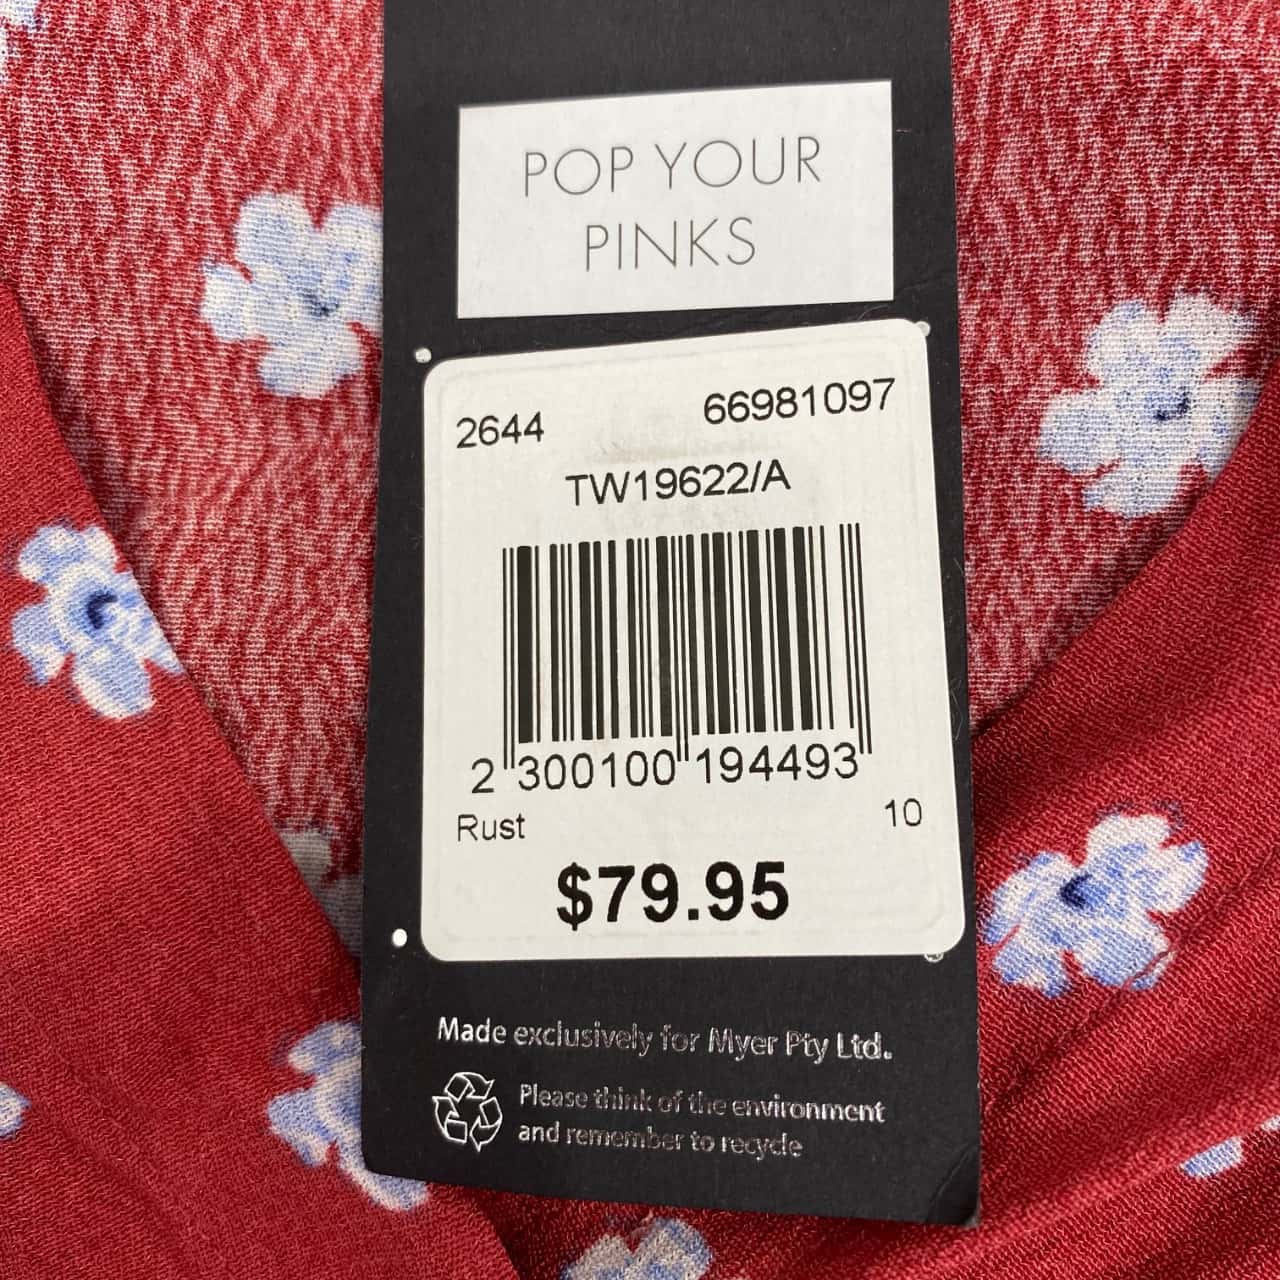 POP YOUR
PINKS
2644 66981097
TW19622/A
2 300100 194493
Rust 10
$79.95
Made exclusively for Myer Pty Ltd.
Please think of the environment
and remember to recycle